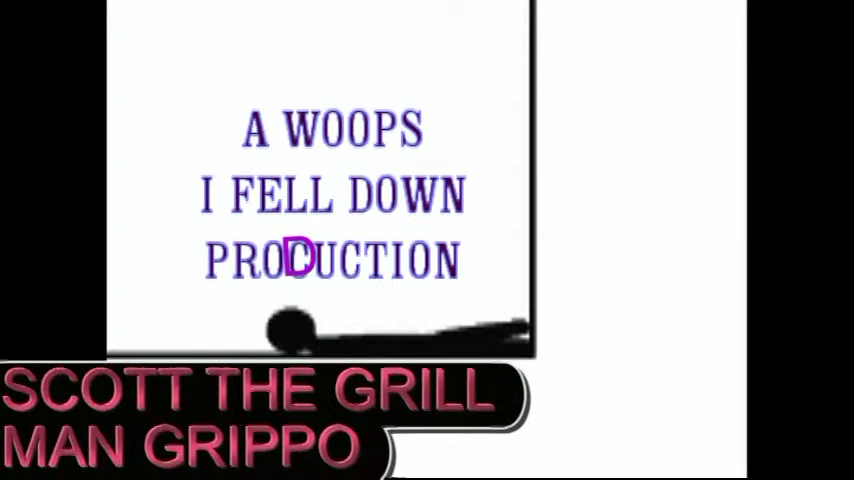 A WOOPS
I FELL DOWN
PRODUCTION
SCOTT THE GRILL
MAN GRIPPO